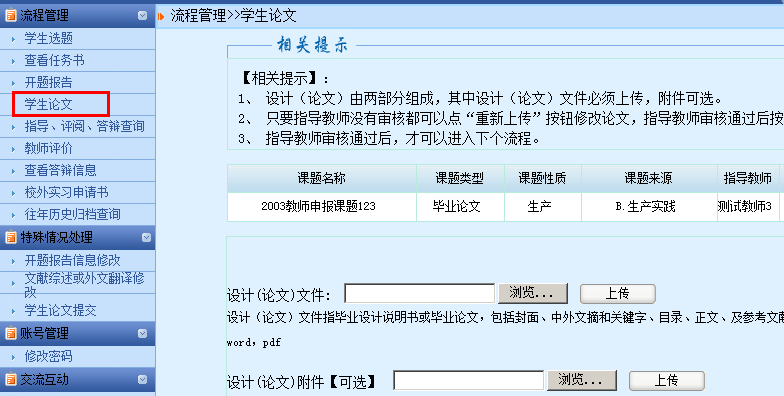 流程管理
学生选题
查看任务书
开题报告
学生论文
指导、评阅、答辩查询
教师评价
查看答辩信息
校外实习申请书
往年历史归档查询
特殊情况处理
开题报告信息修改
文献综述或外文翻译修
改
学生论文提交
账号管理
修改密码
交流互动
流程管理>>学生论文
相关提示
【相关提示】:
1、 设计（论文）由两部分组成，其中设计（论文）文件必须上传，附件可选。
2、 只要指导教师没有审核都可以点“重新上传”按钮修改论文，指导教师审核通过后按
3、 指导教师审核通过后，才可以进入下个流程。
课题名称 课题类型 课题性质 课题来源 指导教师
2003教师申报课题123 毕业论文 生产 B.生产实践 测试教师3
设计(论文)文件: 浏览... 上传
设计（论文）文件指毕业设计说明书或毕业论文，包括封面、中外文摘和关键字、目录、正文、及参考文献
word，pdf
设计(论文)附件【可选】 浏览... 上传